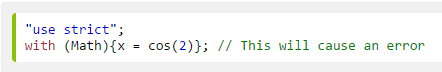 "use strict";
with (Math){x = cos(2)}; // This will cause an error